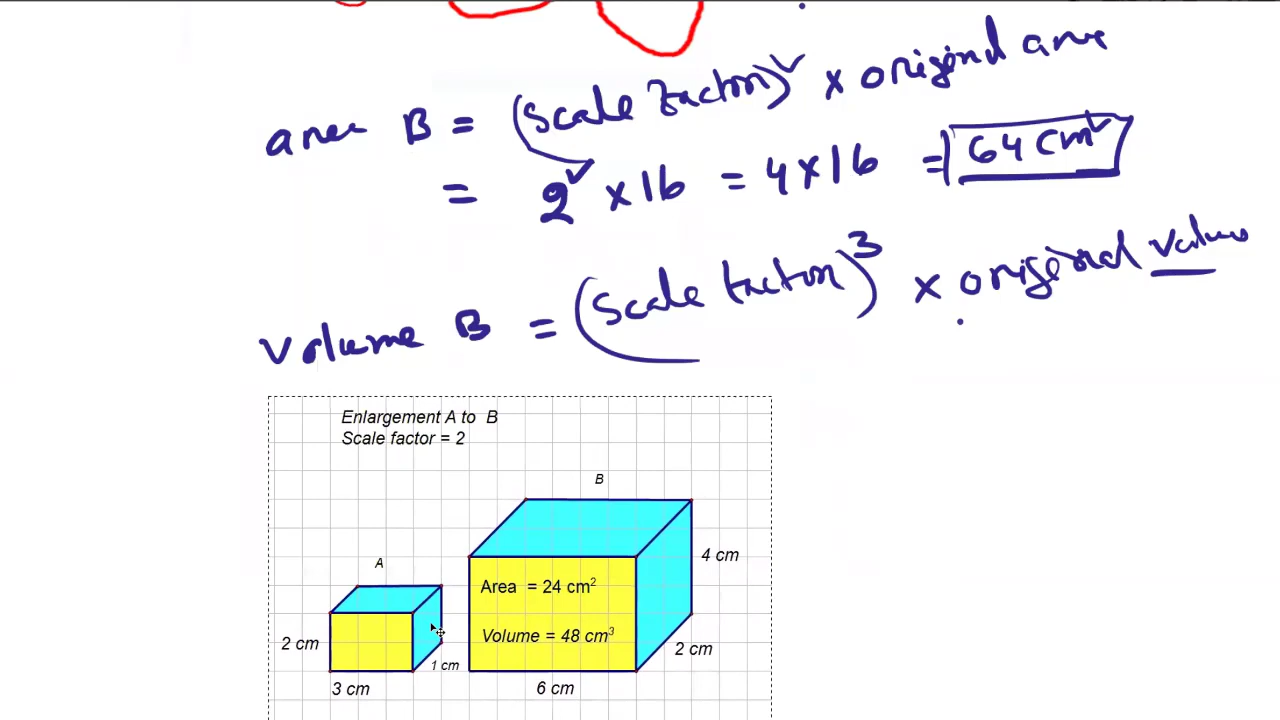 area B = (Scale factor)² × original area
= 2² × 16 = 4 × 16 = 64 cm²
volume B = (Scale factor)³ × original value
Enlargement A to B
Scale factor = 2
B
A
4 cm
Area = 24 cm²
Volume = 48 cm³
2 cm
2 cm
1 cm
3 cm
6 cm